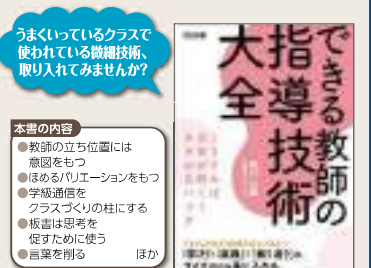 うまくいっているクラスで
使われている微細技術、
取り入れてみませんか?
本書の内容
●教師の立ち位置には
意図をもつ
●ほめるバリエーションをもつ
●学級通信を
クラスづくりの柱にする
●板書は思考を
促すために使う
●言葉を削る ほか
できる教師の
指導技術
大全